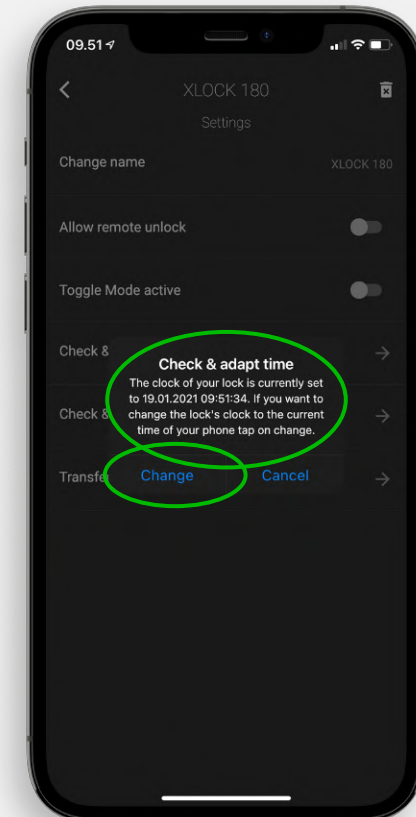 09.51
XLOCK 180
Settings
Change name XLOCK 180
Allow remote unlock
Toggle Mode active
Check &
Check & adapt time
The clock of your lock is currently set
to 19.01.2021 09:51:34. If you want to
change the lock's clock to the current
time of your phone tap on change.
Check &
Change Cancel